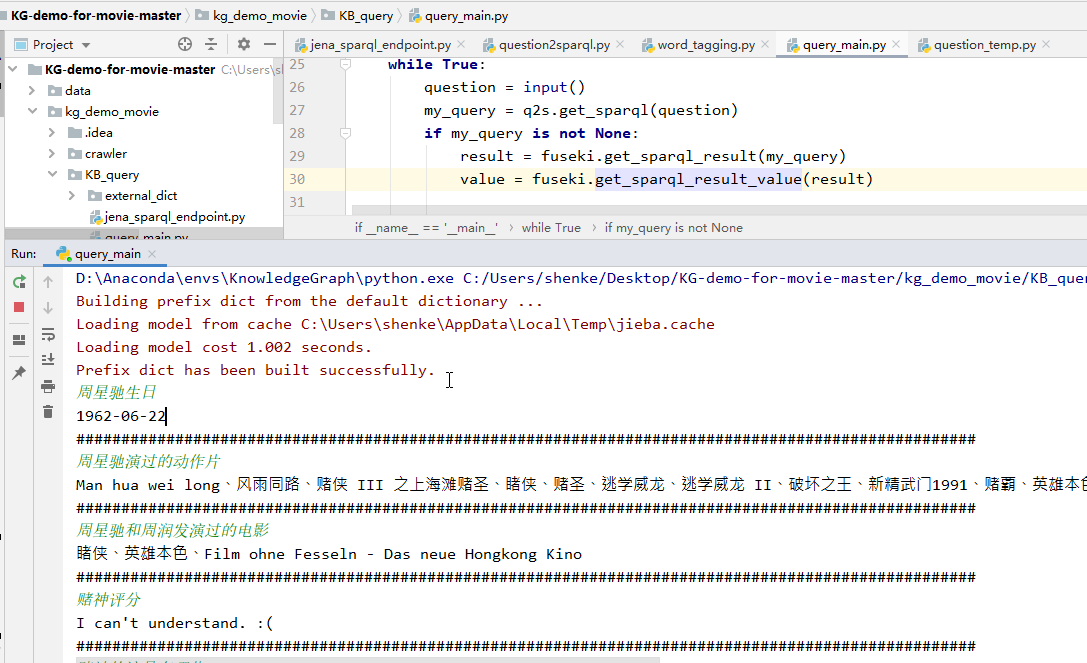 KG-demo-for-movie-master kg_demo_movie KB_query query_main.py
Project
jena_sparql_endpoint.py question2sparql.py word_tagging.py query_main.py question_temp.py
KG-demo-for-movie-master C:\Users\sh
data
kg_demo_movie
.idea
crawler
KB_query
external_dict
jena_sparql_endpoint.py
query_main.py
25 while True:
26 question = input()
27 my_query = q2s.get_sparql(question)
28 if my_query is not None:
29 result = fuseki.get_sparql_result(my_query)
30 value = fuseki.get_sparql_result_value(result)
31
if __name__ == '__main__' › while True › if my_query is not None
Run: query_main
D:\Anaconda\envs\KnowledgeGraph\python.exe C:/Users/shenke/Desktop/KG-demo-for-movie-master/kg_demo_movie/KB_quer
Building prefix dict from the default dictionary ...
Loading model from cache C:\Users\shenke\AppData\Local\Temp\jieba.cache
Loading model cost 1.002 seconds.
Prefix dict has been built successfully.
周星驰生日
1962-06-22
####################################################################################################
周星驰演过的动作片
Man hua wei long、风雨同路、赌侠 III 之上海滩赌圣、赌侠、赌圣、逃学威龙、逃学威龙 II、破坏之王、新精武门1991、赌霸、英雄本色
####################################################################################################
周星驰和周润发演过的电影
赌侠、英雄本色、Film ohne Fesseln - Das neue Hongkong Kino
####################################################################################################
赌神评分
I can't understand. :(
####################################################################################################